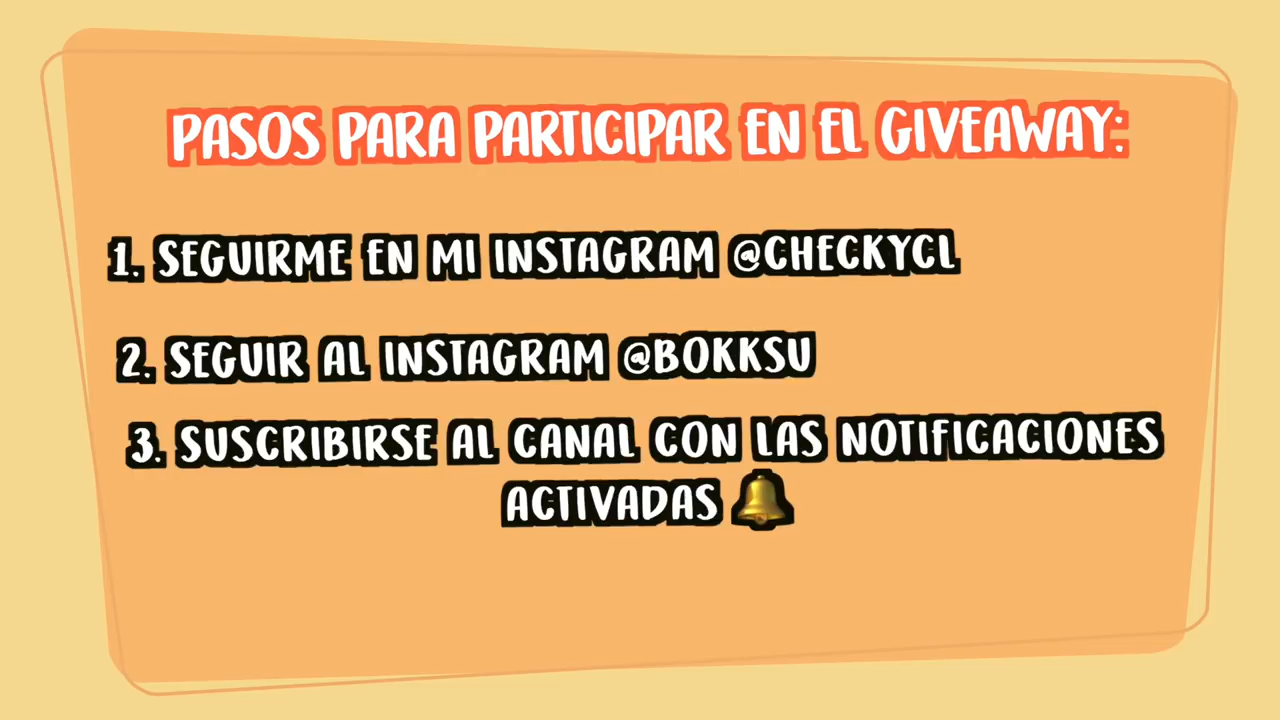 PASOS PARA PARTICIPAR EN EL GIVEAWAY:
1. SEGUIRME EN MI INSTAGRAM @CHECKYCL
2. SEGUIR AL INSTAGRAM @BOKKSU
3. SUSCRIBIRSE AL CANAL CON LAS NOTIFICACIONES
ACTIVADAS 🔔